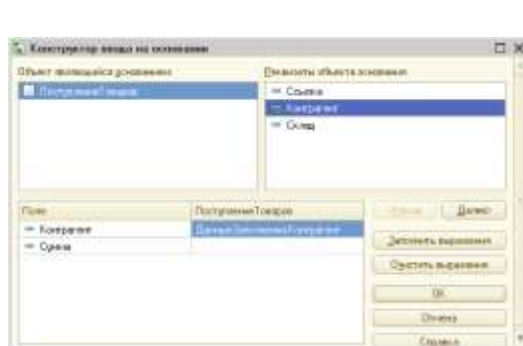 Конструктор ввода на основании
Объект являющийся основанием
Реквизиты объекта основания
ПоступлениеТоваров
Ссылка
Контрагент
Склад
Поле
ПоступлениеТоваров
Контрагент
ДанныеЗаполнения.Контрагент
Сумма
Далее
Заполнить выражения
Очистить выражения
OK
Отмена
Справка